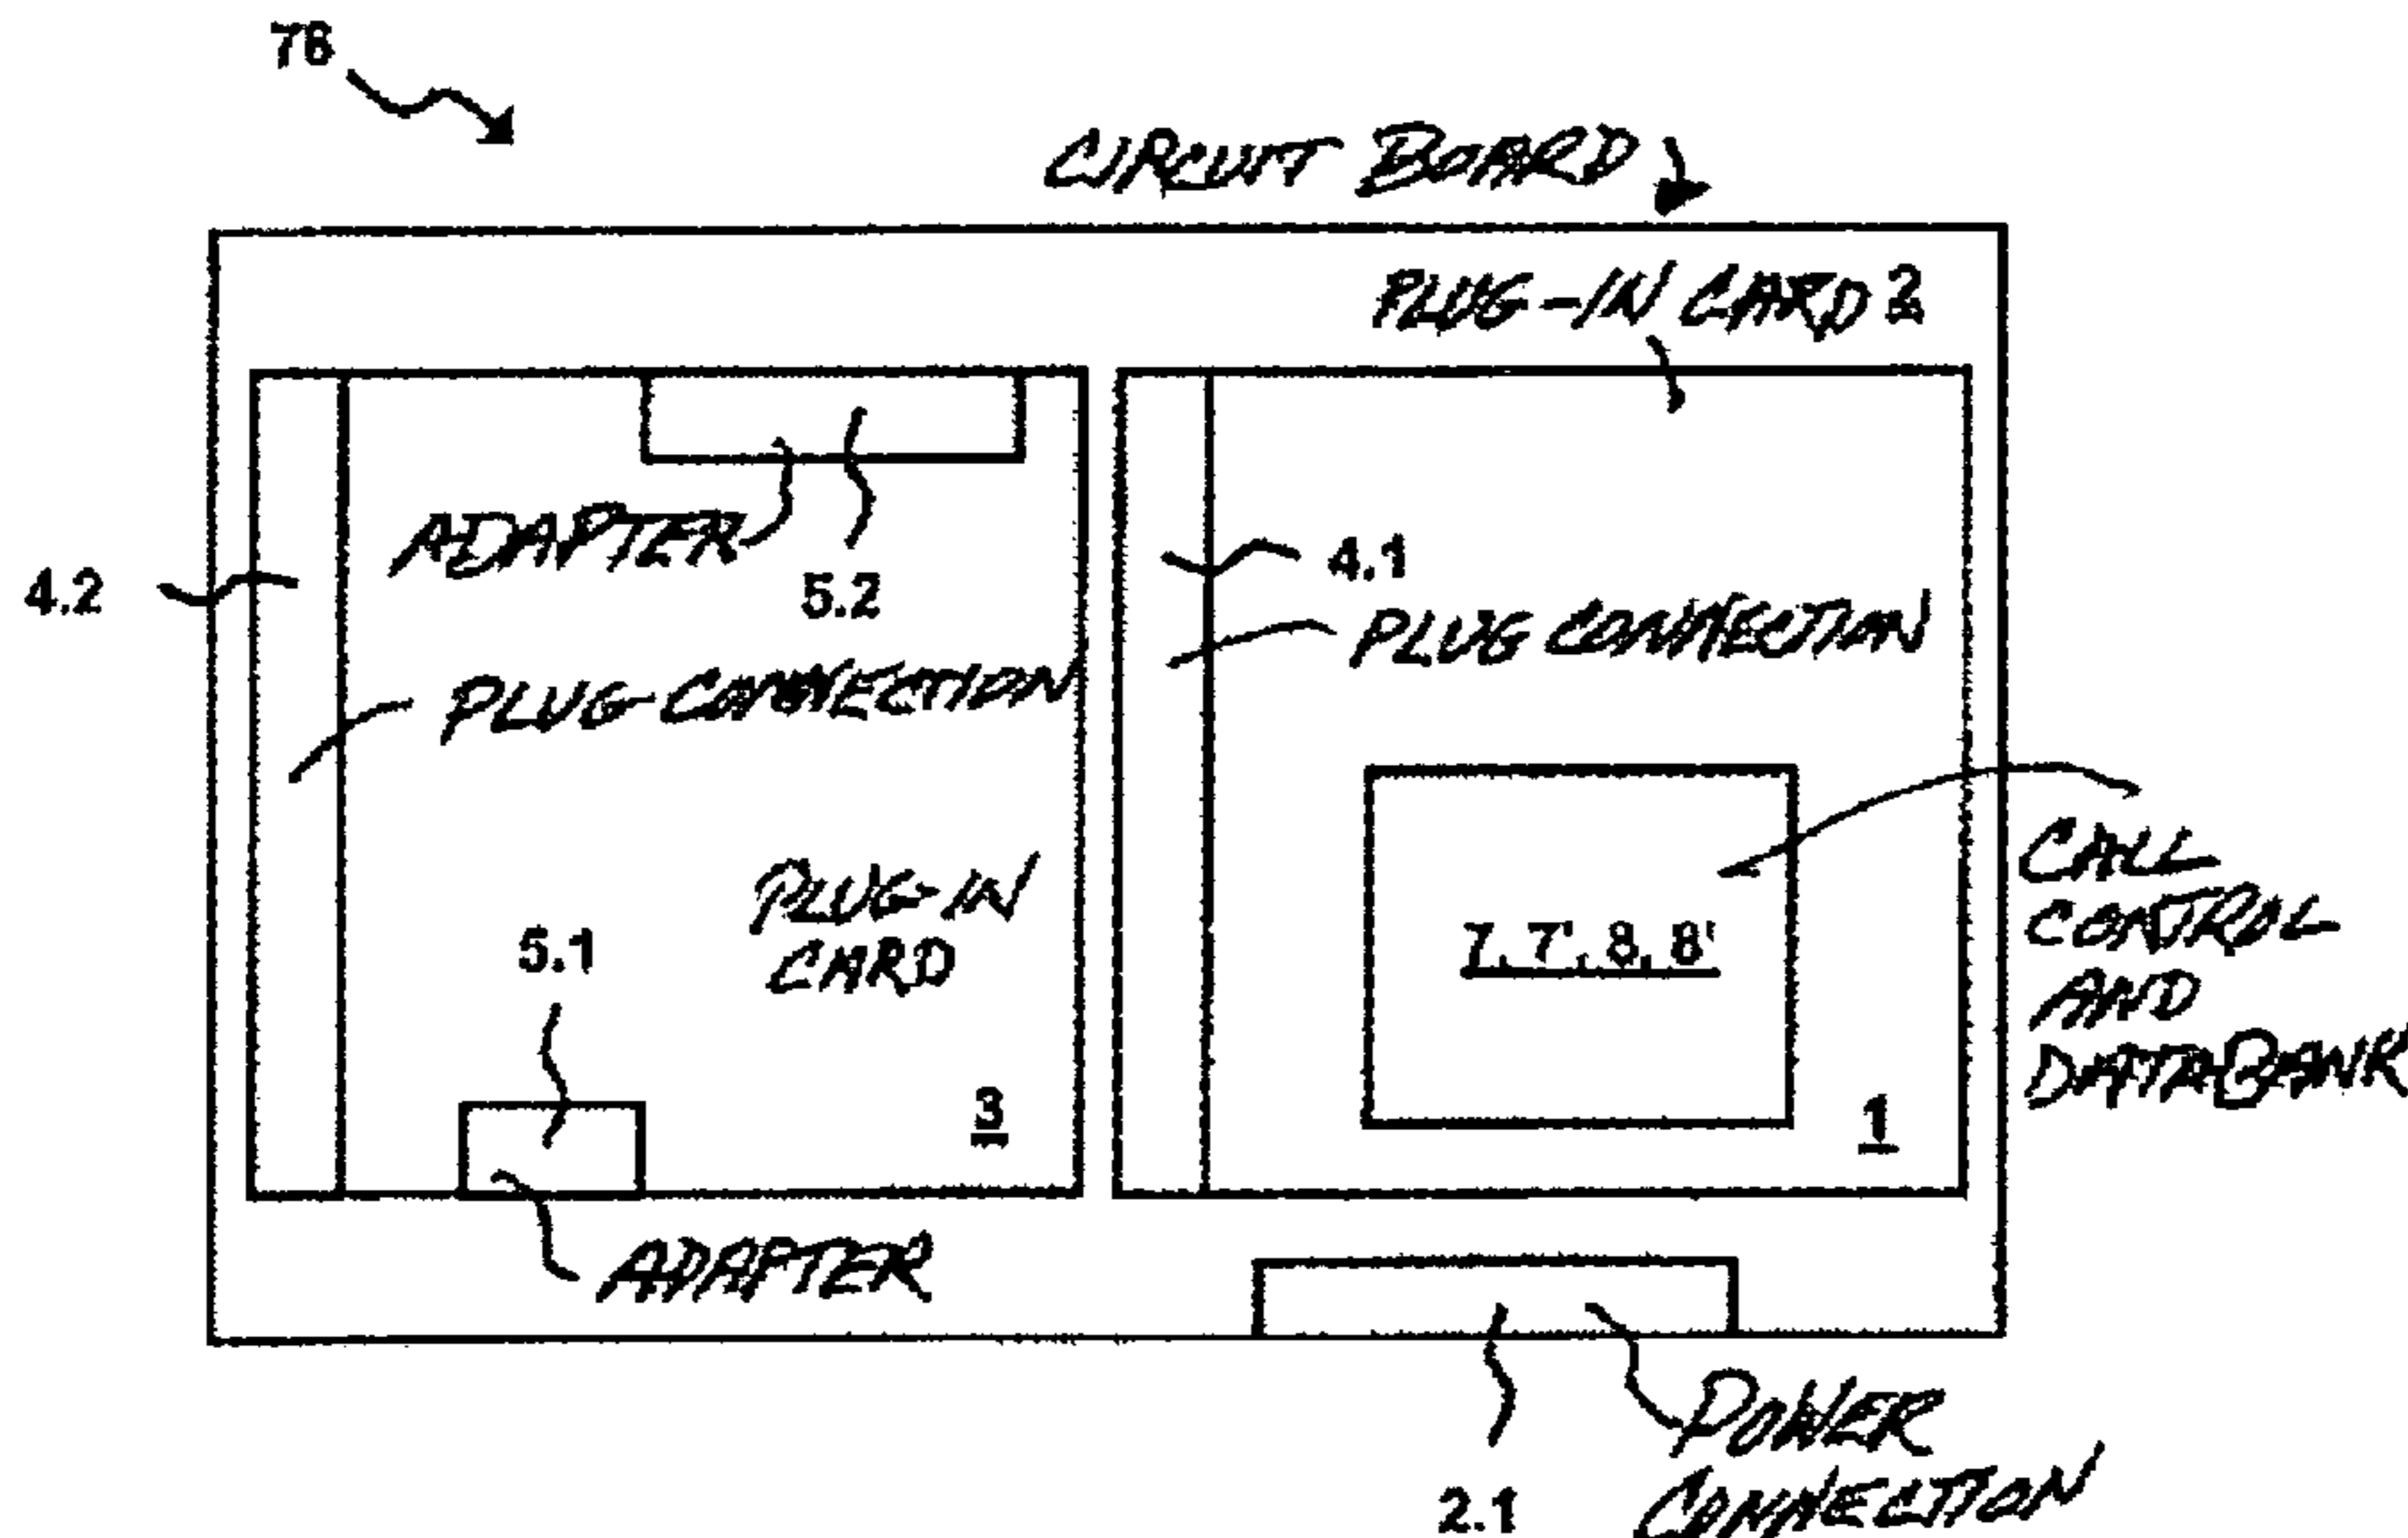 78
CIRCUIT BOARD
PLUG-IN CARD 2
ADAPTER
5.2
4.2
4.1
PLUG CONNECTION
PLUG CONNECTION
PLUG-IN
CARD
5.1
3
7, 7', 8, 8'
1
CALL
CONTROL
AND
DATABANK
ADAPTER
2.1
POWER
CONNECTION